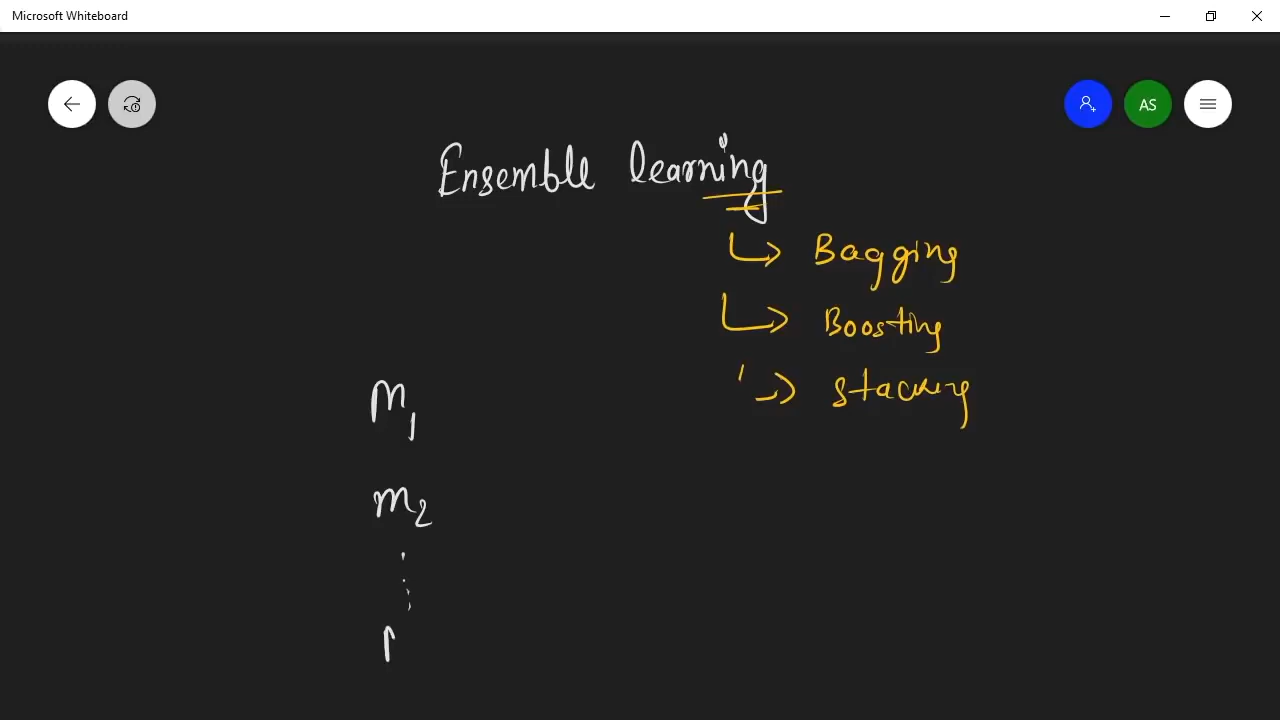 Microsoft Whiteboard
AS
Ensemble learning
↳ Bagging
↳ Boosting
↳ Stacking
M1
m2
⋮